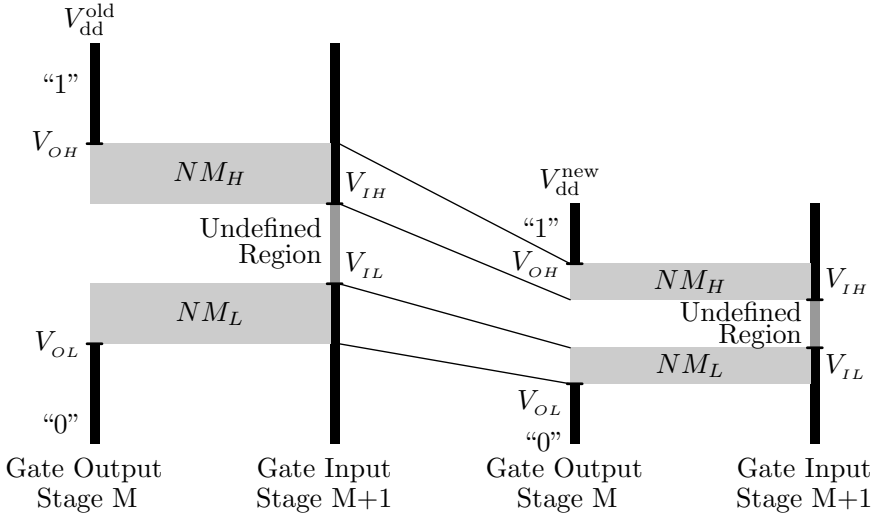 V_dd^old
“1”
V_OH
NM_H
V_IH
Undefined
Region
V_IL
NM_L
V_OL
“0”
Gate Output
Stage M
Gate Input
Stage M+1
V_dd^new
“1”
V_OH
NM_H
V_IH
Undefined
Region
NM_L
V_IL
V_OL
“0”
Gate Output
Stage M
Gate Input
Stage M+1